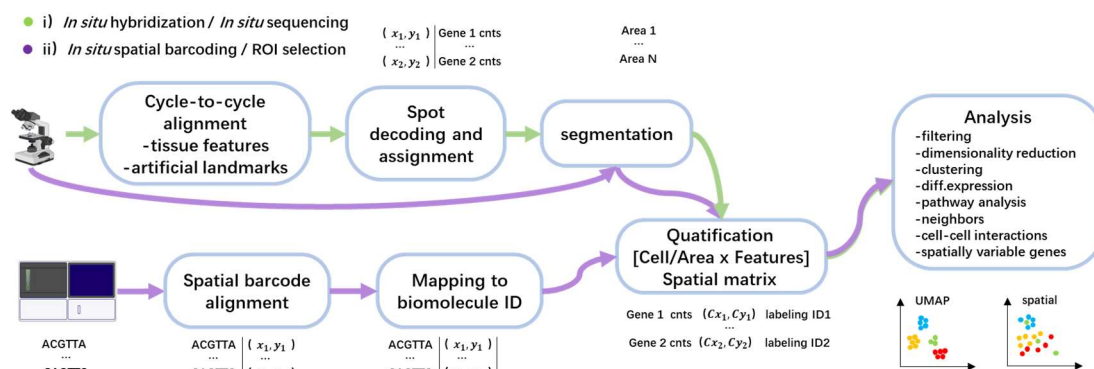 i) In situ hybridization / In situ sequencing
ii) In situ spatial barcoding / ROI selection
( x₁, y₁ ) Gene 1 cnts
... ...
( x₂, y₂ ) Gene 2 cnts
Area 1
...
Area N
Cycle-to-cycle
alignment
-tissue features
-artificial landmarks
Spot
decoding and
assignment
segmentation
Analysis
-filtering
-dimensionality reduction
-clustering
-diff.expression
-pathway analysis
-neighbors
-cell-cell interactions
-spatially variable genes
Quatification
[Cell/Area x Features]
Spatial matrix
Spatial barcode
alignment
Mapping to
biomolecule ID
Gene 1 cnts (Cx₁, Cy₁) labeling ID1
...
Gene 2 cnts (Cx₂, Cy₂) labeling ID2
UMAP
spatial
ACGTTA
...
ACGTTA ( x₁, y₁ )
... ...
ACGTTA ( x₁, y₁ )
... ...